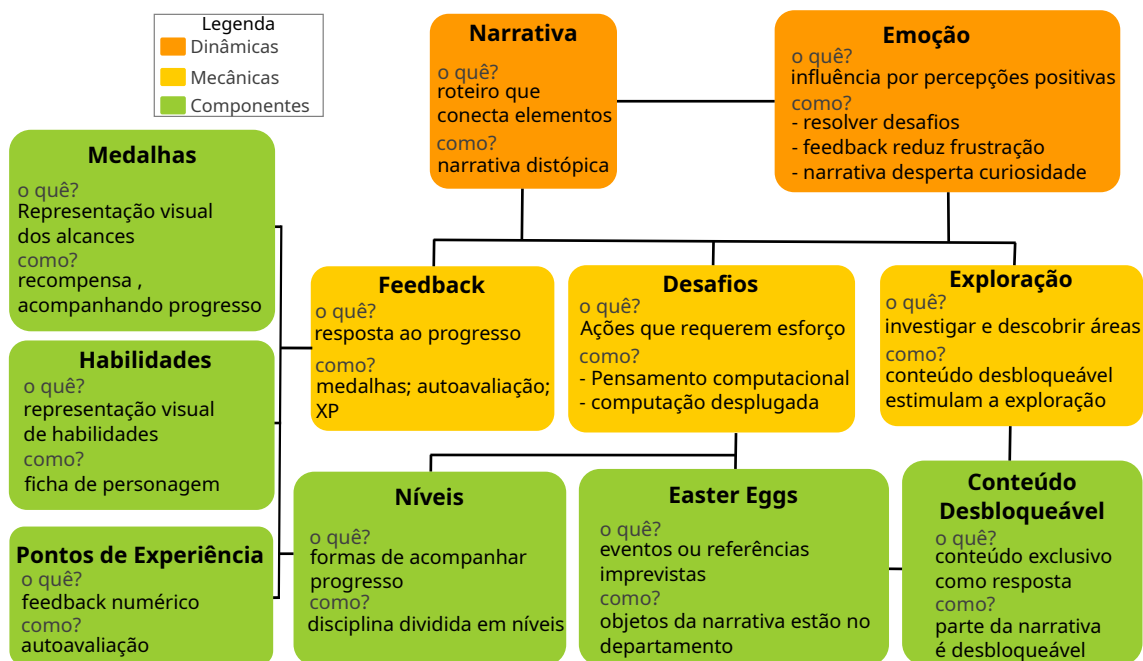 Legenda
Dinâmicas
Mecânicas
Componentes
Narrativa
o quê?
roteiro que
conecta elementos
como?
narrativa distópica
Emoção
o quê?
influência por percepções positivas
como?
- resolver desafios
- feedback reduz frustração
- narrativa desperta curiosidade
Medalhas
o quê?
Representação visual
dos alcances
como?
recompensa ,
acompanhando progresso
Feedback
o quê?
resposta ao progresso
como?
medalhas; autoavaliação;
XP
Desafios
o quê?
Ações que requerem esforço
como?
- Pensamento computacional
- computação desplugada
Exploração
o quê?
investigar e descobrir áreas
como?
conteúdo desbloqueável
estimulam a exploração
Habilidades
o quê?
representação visual
de habilidades
como?
ficha de personagem
Pontos de Experiência
o quê?
feedback numérico
como?
autoavaliação
Níveis
o quê?
formas de acompanhar
progresso
como?
disciplina dividida em níveis
Easter Eggs
o quê?
eventos ou referências
imprevistas
como?
objetos da narrativa estão no
departamento
Conteúdo
Desbloqueável
o quê?
conteúdo exclusivo
como resposta
como?
parte da narrativa
é desbloqueável